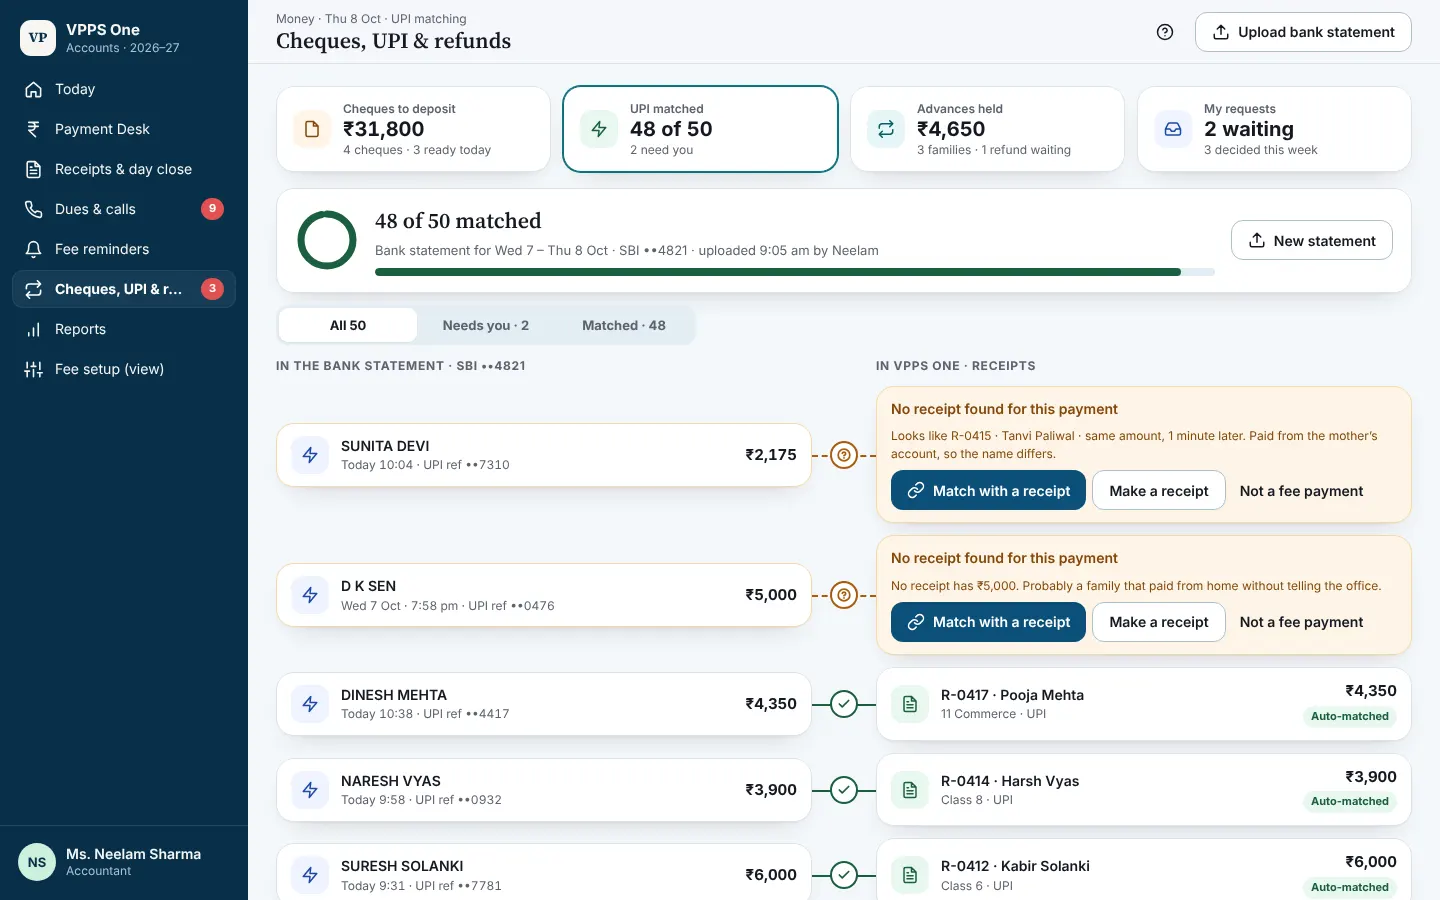 VP
VPPS One
Accounts · 2026–27
Today
Payment Desk
Receipts & day close
Dues & calls
9
Fee reminders
Cheques, UPI & r...
3
Reports
Fee setup (view)
NS
Ms. Neelam Sharma
Accountant
Money · Thu 8 Oct · UPI matching
Cheques, UPI & refunds
Upload bank statement
Cheques to deposit
₹31,800
4 cheques · 3 ready today
UPI matched
48 of 50
2 need you
Advances held
₹4,650
3 families · 1 refund waiting
My requests
2 waiting
3 decided this week
48 of 50 matched
Bank statement for Wed 7 – Thu 8 Oct · SBI ••4821 · uploaded 9:05 am by Neelam
New statement
All 50
Needs you · 2
Matched · 48
IN THE BANK STATEMENT · SBI ••4821
IN VPPS ONE · RECEIPTS
SUNITA DEVI
Today 10:04 · UPI ref ••7310
₹2,175
No receipt found for this payment
Looks like R-0415 · Tanvi Paliwal · same amount, 1 minute later. Paid from the mother's
account, so the name differs.
Match with a receipt
Make a receipt
Not a fee payment
D K SEN
Wed 7 Oct · 7:58 pm · UPI ref ••0476
₹5,000
No receipt found for this payment
No receipt has ₹5,000. Probably a family that paid from home without telling the office.
Match with a receipt
Make a receipt
Not a fee payment
DINESH MEHTA
Today 10:38 · UPI ref ••4417
₹4,350
R-0417 · Pooja Mehta
11 Commerce · UPI
₹4,350
Auto-matched
NARESH VYAS
Today 9:58 · UPI ref ••0932
₹3,900
R-0414 · Harsh Vyas
Class 8 · UPI
₹3,900
Auto-matched
SURESH SOLANKI
Today 9:31 · UPI ref ••7781
₹6,000
R-0412 · Kabir Solanki
Class 6 · UPI
₹6,000
Auto-matched